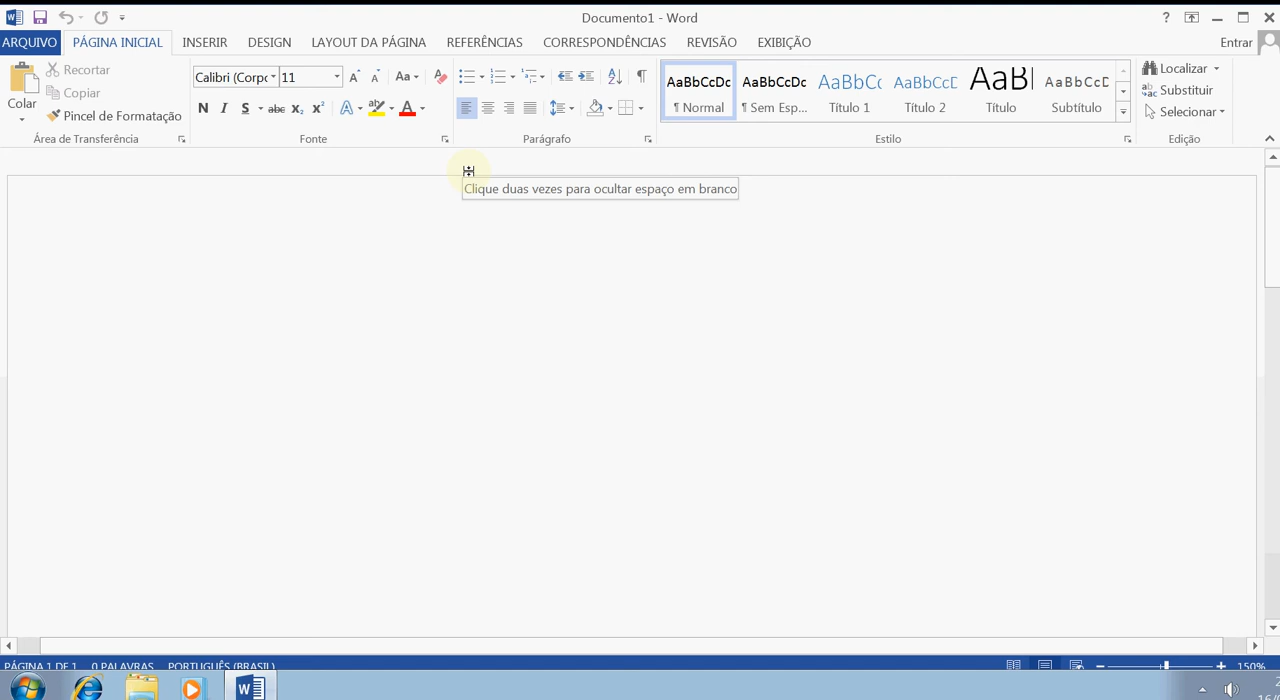 Documento1 - Word
?
ARQUIVO PÁGINA INICIAL INSERIR DESIGN LAYOUT DA PÁGINA REFERÊNCIAS CORRESPONDÊNCIAS REVISÃO EXIBIÇÃO Entrar
Colar
Recortar
Copiar
Pincel de Formatação
Área de Transferência
Calibri (Corpo 11 A A Aa
N I S abc x₂ x² A ab A
Fonte
Parágrafo
AaBbCcDc AaBbCcDc AaBbCc AaBbCcD AaB AaBbCcD
¶ Normal ¶ Sem Esp... Título 1 Título 2 Título Subtítulo
Estilo
Localizar
Substituir
Selecionar
Edição
Clique duas vezes para ocultar espaço em branco
PÁGINA 1 DE 1 0 PALAVRAS PORTUGUÊS (BRASIL) 150%